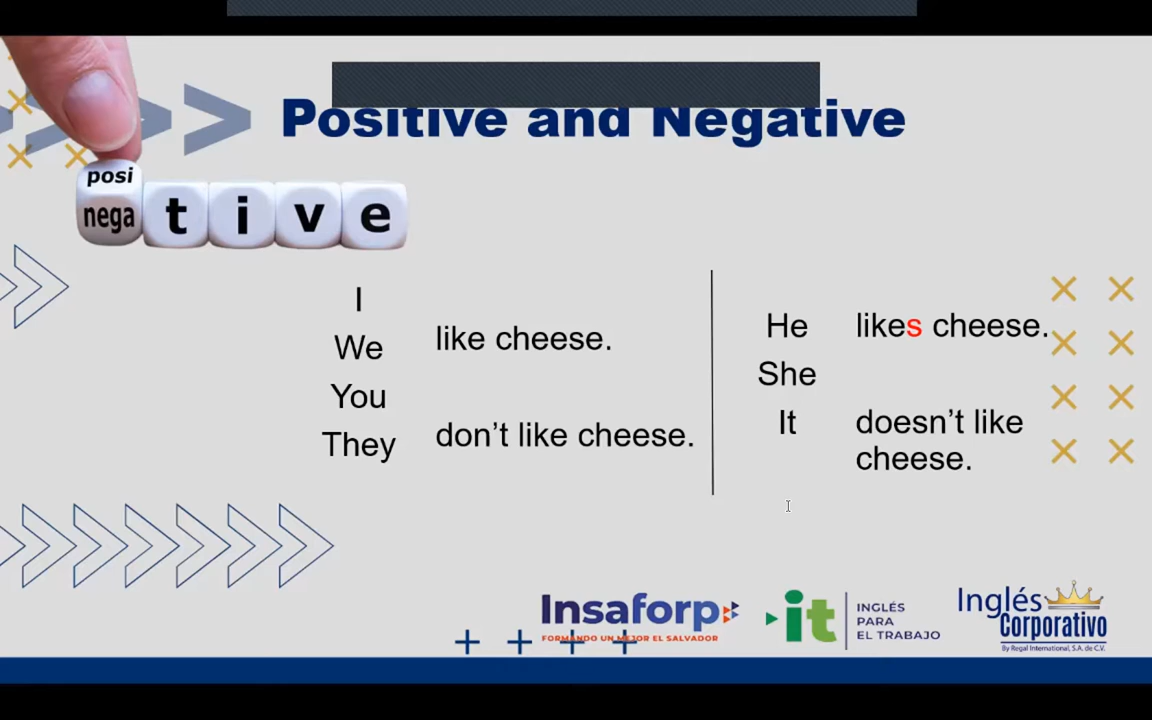 Positive and Negative
posi
nega
t i v e
I
We
You
They
like cheese.
don't like cheese.
He
She
It
likes cheese.
doesn't like
cheese.
Insaforp
FORMANDO UN MEJOR EL SALVADOR
it
INGLÉS
PARA
EL TRABAJO
Inglés
Corporativo
By Regal International, S.A. de C.V.